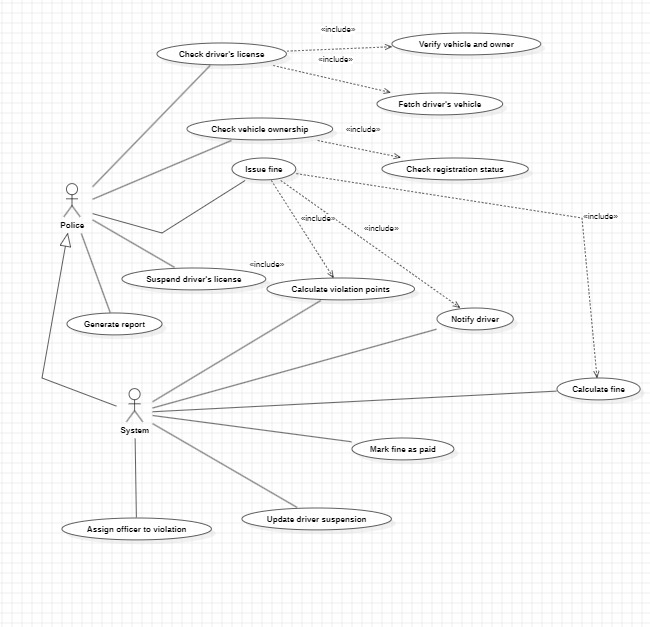 «include»
Check driver's license
Verify vehicle and owner
«include»
Fetch driver's vehicle
Check vehicle ownership
«include»
Issue fine
Check registration status
Police
«include»
«include»
«include»
«include»
Suspend driver's license
Calculate violation points
Generate report
Notify driver
Calculate fine
System
Mark fine as paid
Assign officer to violation
Update driver suspension